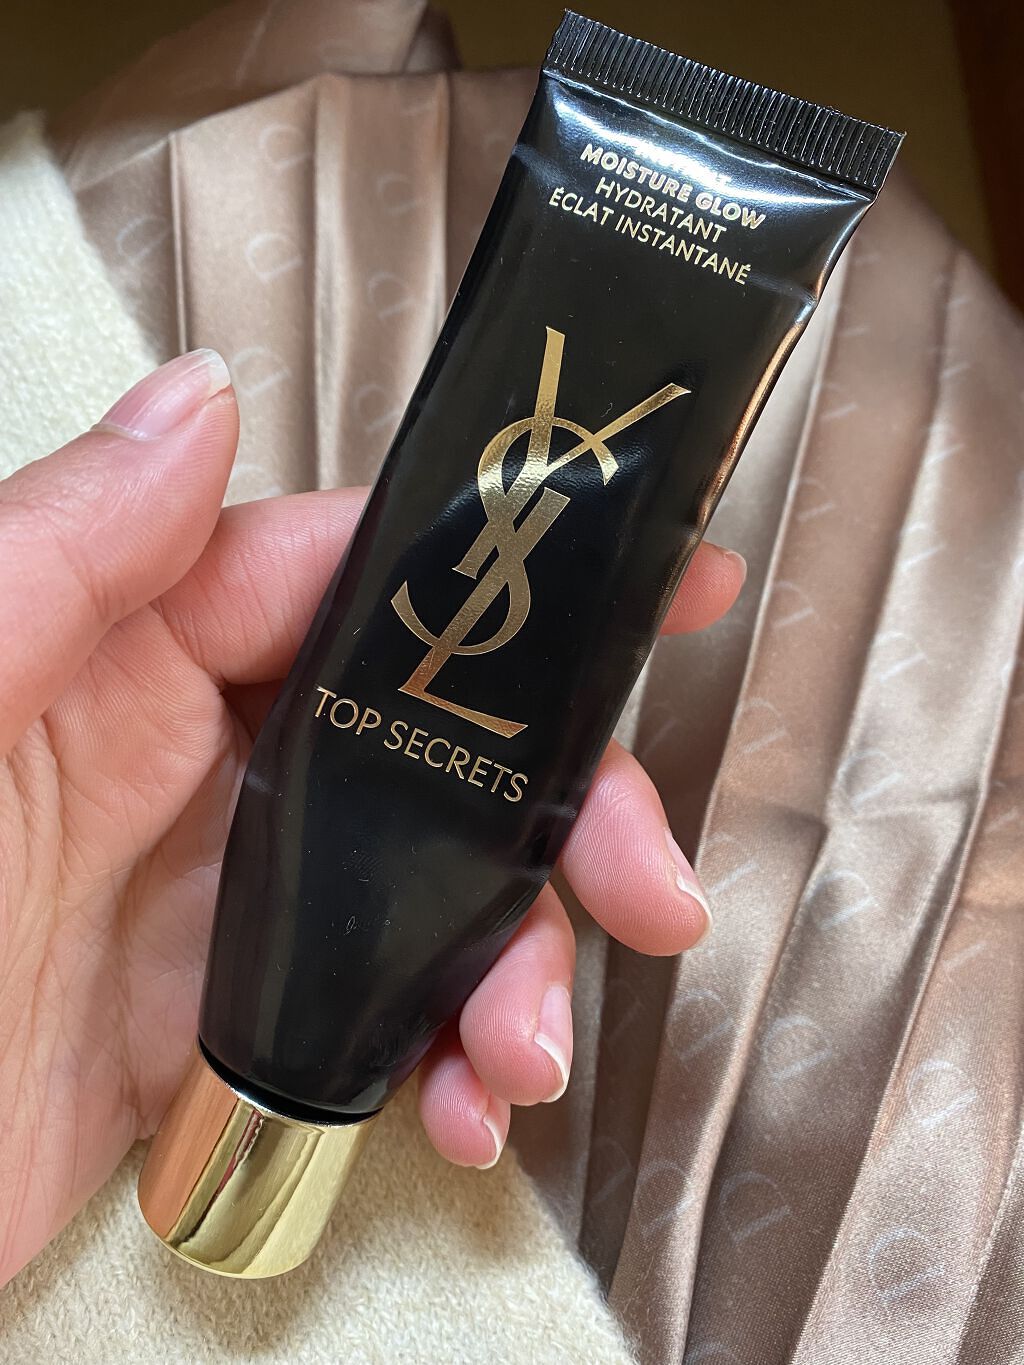 MOISTURE GLOW
HYDRATANT
ÉCLAT INSTANTANÉ
YSL
TOP SECRETS